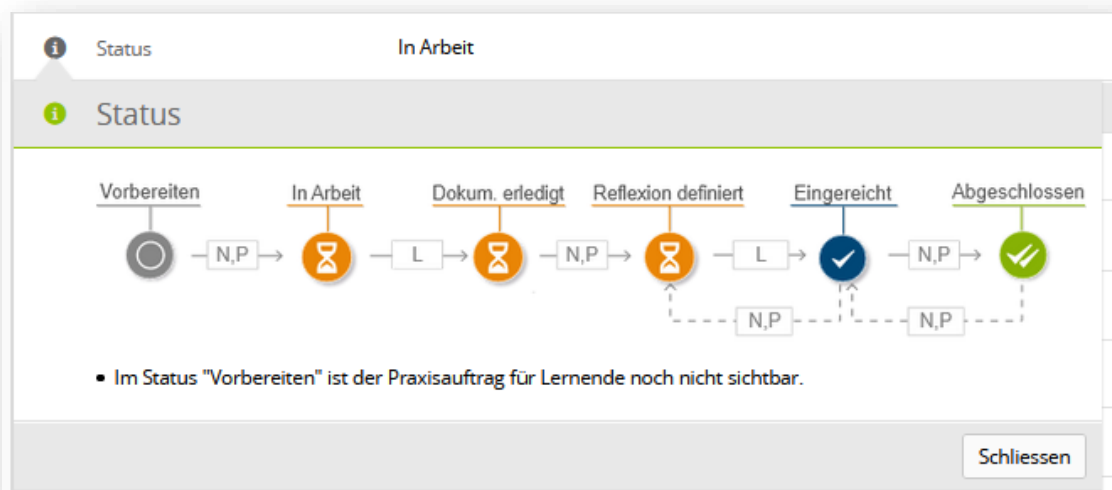 Status In Arbeit
Status
Vorbereiten In Arbeit Dokum. erledigt Reflexion definiert Eingereicht Abgeschlossen
N,P L N,P L N,P
N,P N,P
• Im Status "Vorbereiten" ist der Praxisauftrag für Lernende noch nicht sichtbar.
Schliessen